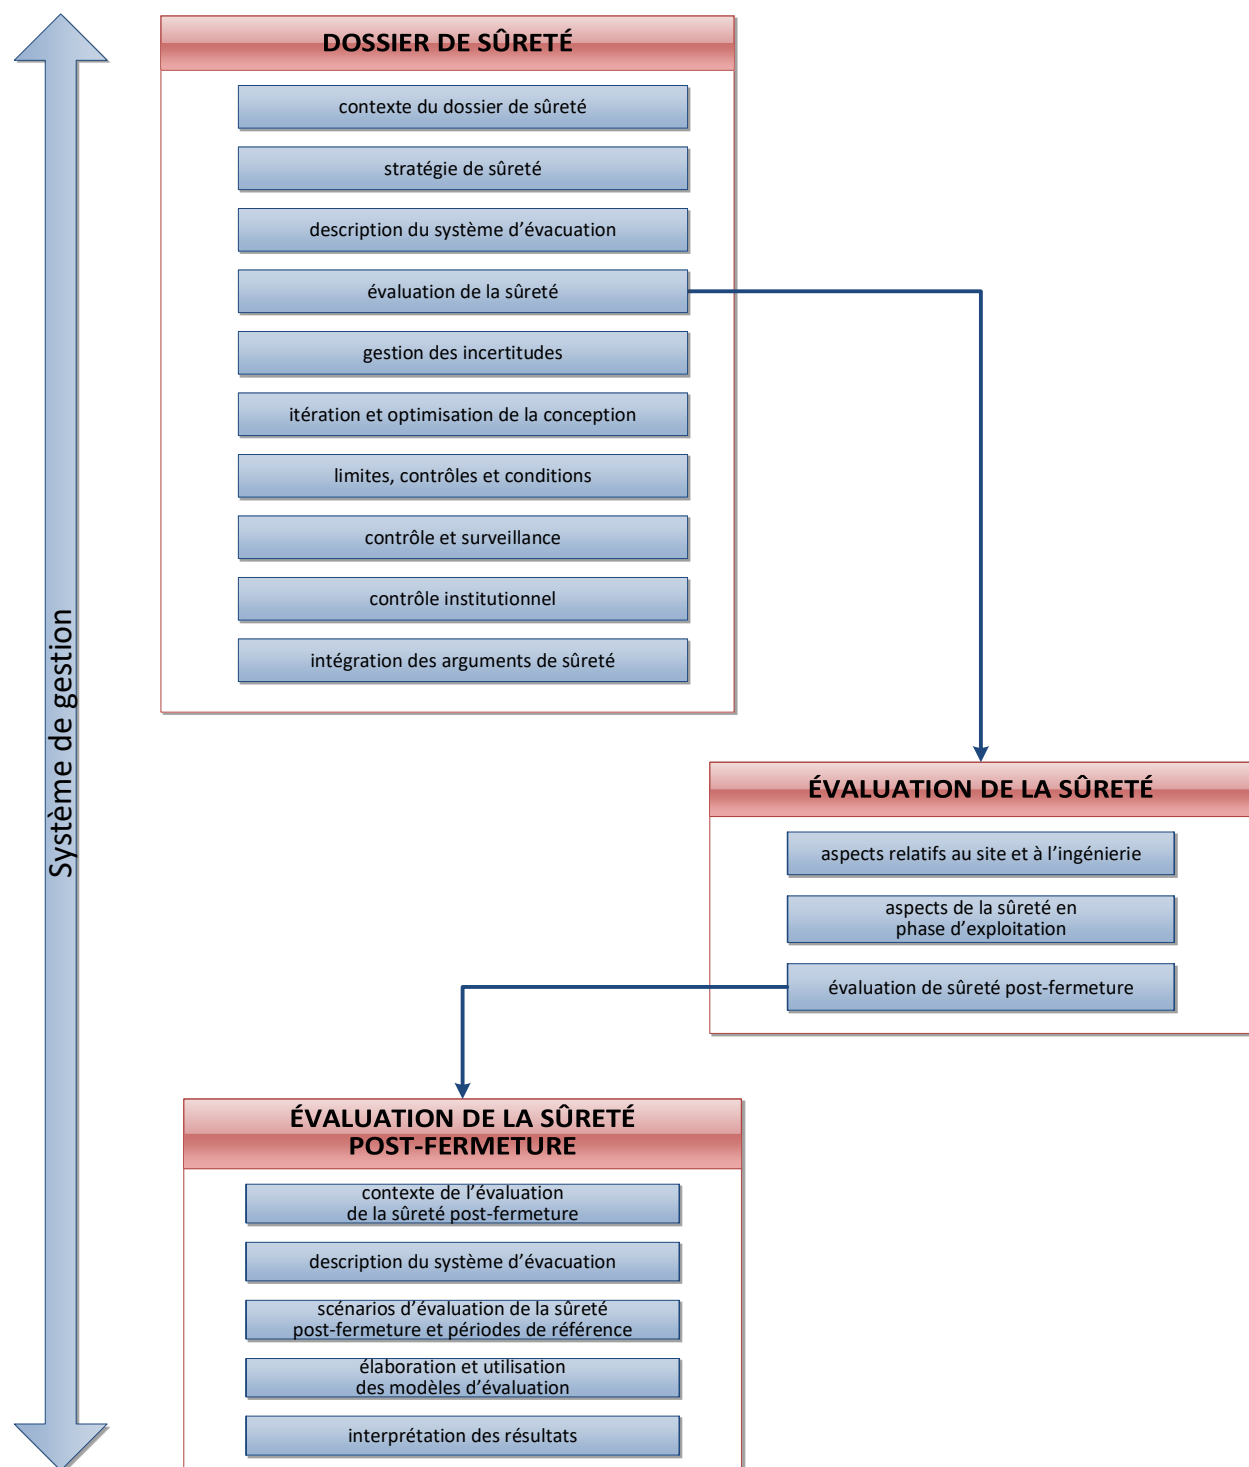 DOSSIER DE SÛRETÉ
contexte du dossier de sûreté
stratégie de sûreté
description du système d’évacuation
évaluation de la sûreté
gestion des incertitudes
itération et optimisation de la conception
limites, contrôles et conditions
contrôle et surveillance
contrôle institutionnel
intégration des arguments de sûreté
Système de gestion
ÉVALUATION DE LA SÛRETÉ
aspects relatifs au site et à l’ingénierie
aspects de la sûreté en
phase d’exploitation
évaluation de sûreté post-fermeture
ÉVALUATION DE LA SÛRETÉ
POST-FERMETURE
contexte de l’évaluation
de la sûreté post-fermeture
description du système d’évacuation
scénarios d’évaluation de la sûreté
post-fermeture et périodes de référence
élaboration et utilisation
des modèles d’évaluation
interprétation des résultats